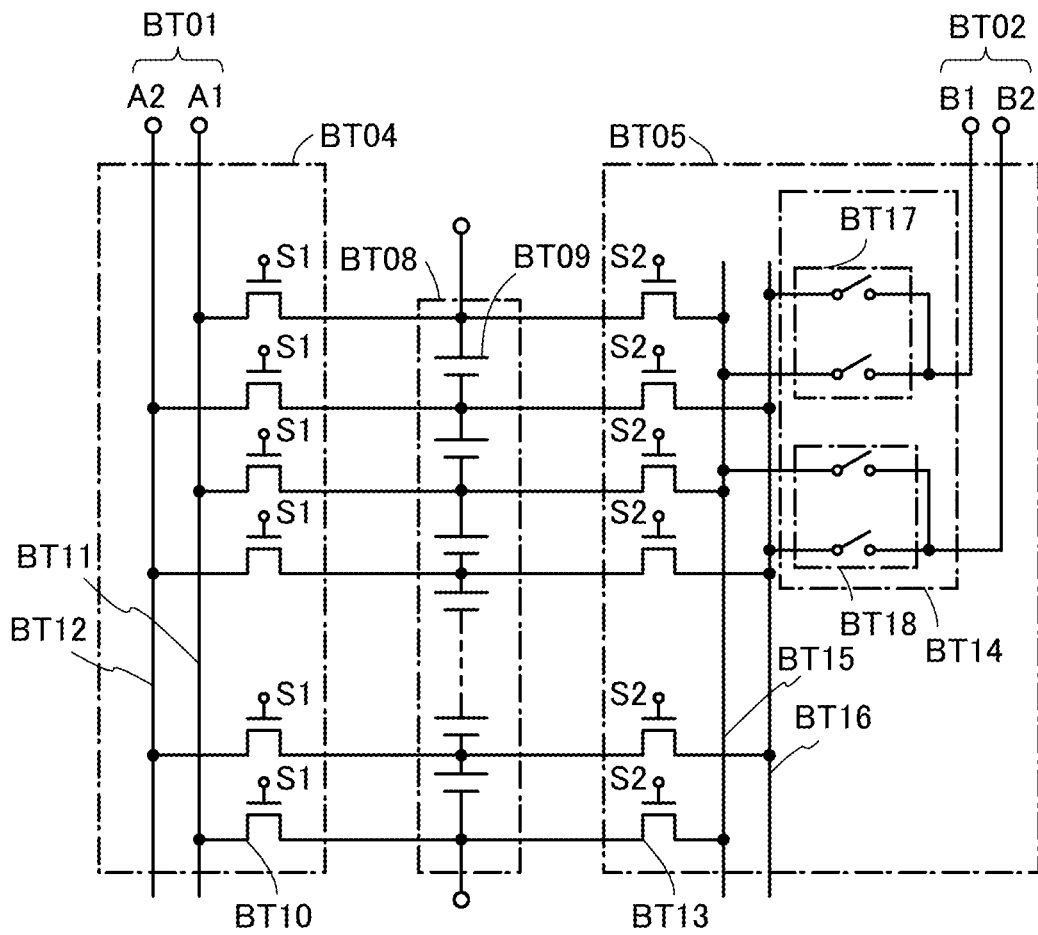 BT01
BT02
A2 A1
B1 B2
BT04
BT05
BT17
S1
BT08
BT09
S2
S1
S2
S1
S2
S1
S2
BT11
BT18
BT14
BT12
BT15
S1
S2
BT16
S1
S2
BT10
BT13